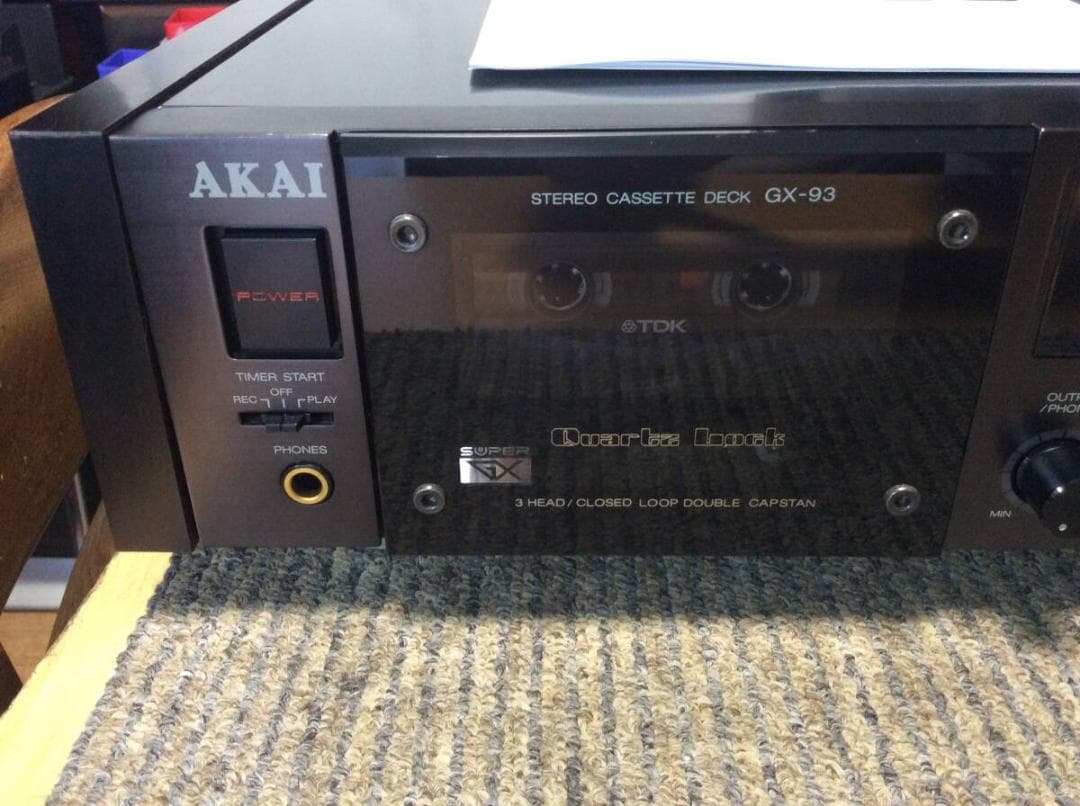 AKAI
STEREO CASSETTE DECK GX-93
POWER
TDK
TIMER START
OFF
REC PLAY
PHONES
Quartz Lock
SUPER
GX
3 HEAD/CLOSED LOOP DOUBLE CAPSTAN
MIN